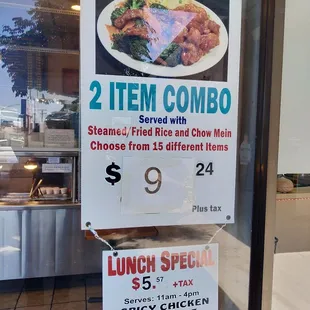 2 ITEM COMBO
Served with
Steamed/Fried Rice and Chow Mein
Choose from 15 different Items
$ 9 24
Plus tax
LUNCH SPECIAL
$5.57 +TAX
Serves: 11am - 4pm
SPICY CHICKEN